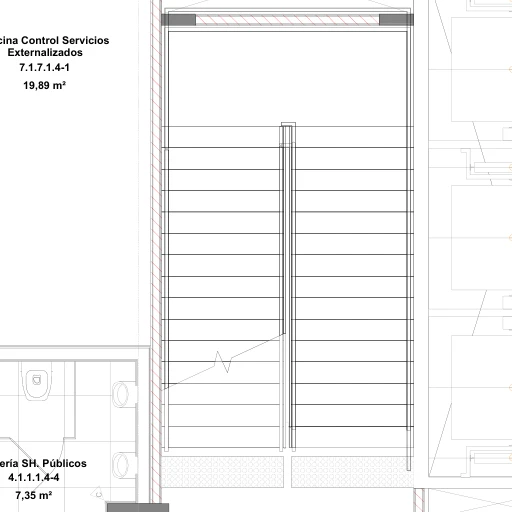 cina Control Servicios
Externalizados
7.1.7.1.4-1
19,89 m²
ería SH. Públicos
4.1.1.1.4-4
7,35 m²